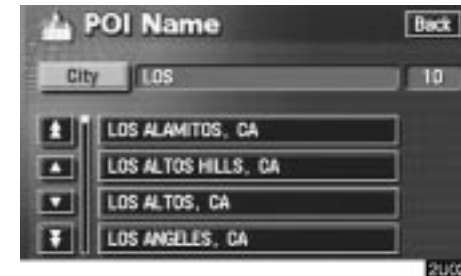 POI Name Back
City LOS 10
LOS ALAMITOS, CA
LOS ALTOS HILLS, CA
LOS ALTOS, CA
LOS ANGELES, CA